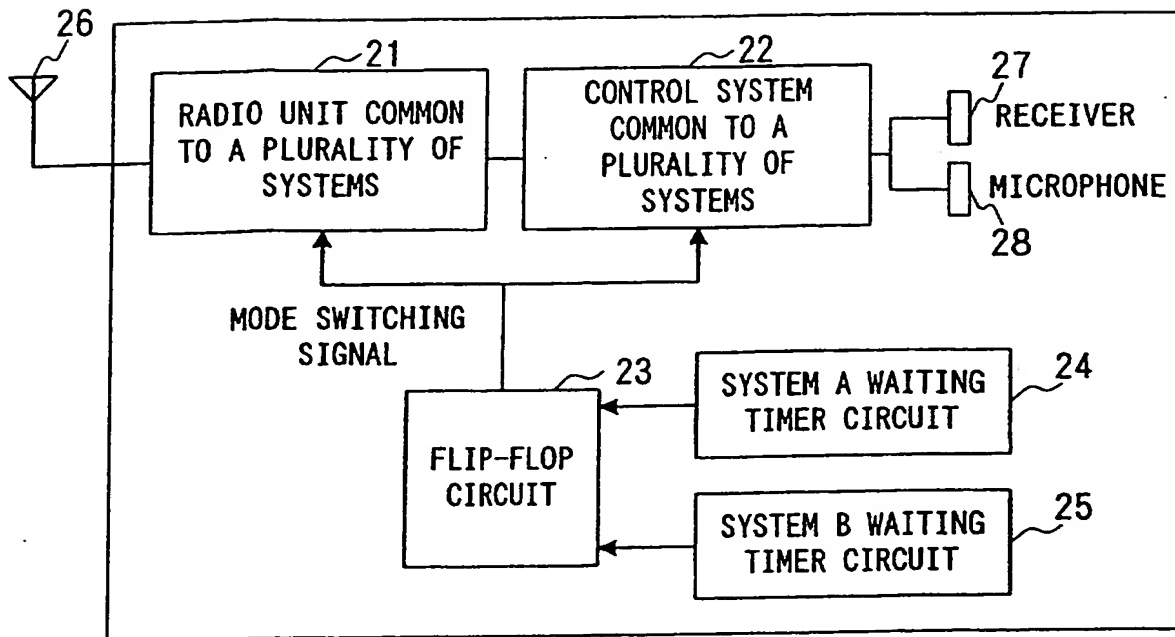 26
21
RADIO UNIT COMMON
TO A PLURALITY OF
SYSTEMS
22
CONTROL SYSTEM
COMMON TO A
PLURALITY OF
SYSTEMS
27
RECEIVER
MICROPHONE
28
MODE SWITCHING
SIGNAL
23
FLIP-FLOP
CIRCUIT
SYSTEM A WAITING
TIMER CIRCUIT
24
SYSTEM B WAITING
TIMER CIRCUIT
25